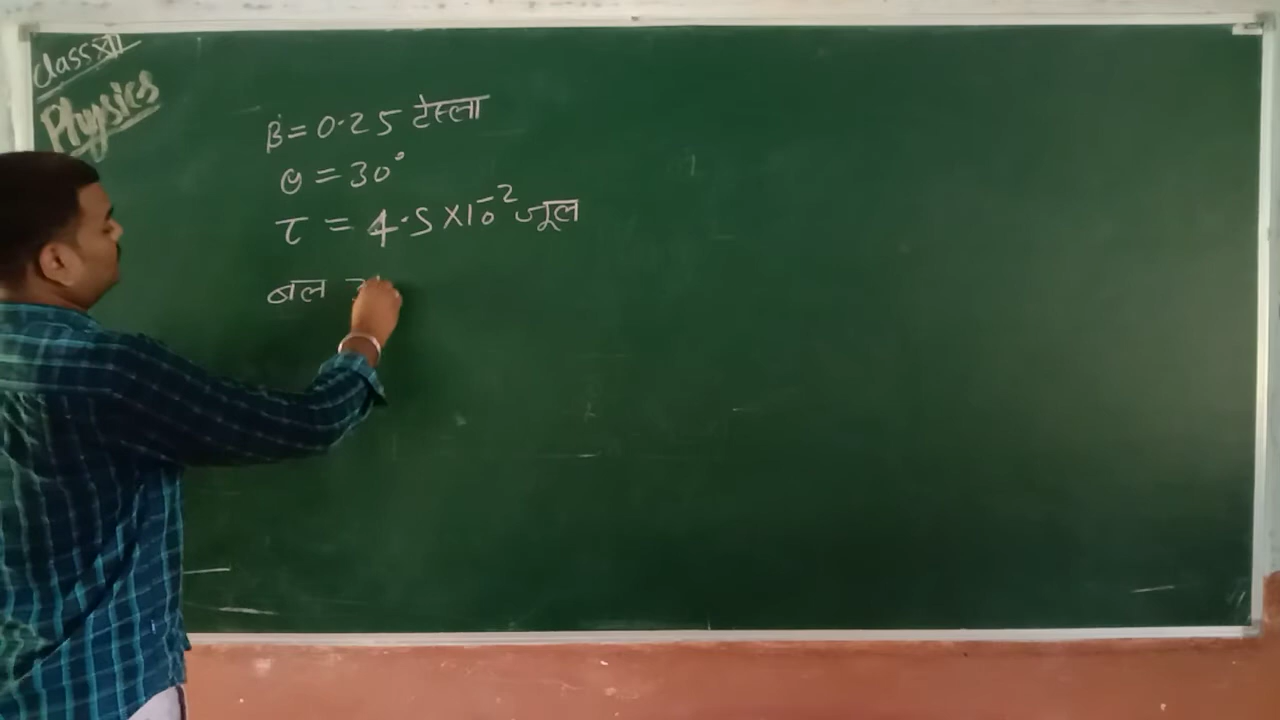 Class XII
Physics
B = 0.25 टेस्ला
θ = 30°
τ = 4.5×10⁻² जूल
बल